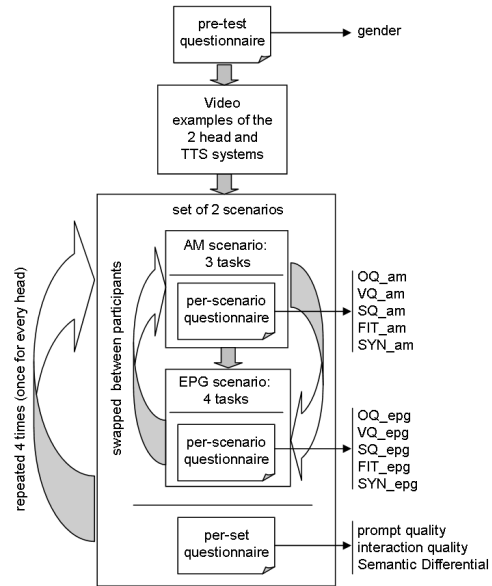 pre-test
questionnaire
gender
Video
examples of the
2 head and
TTS systems
set of 2 scenarios
repeated 4 times (once for every head)
swapped between participants
AM scenario:
3 tasks
per-scenario
questionnaire
OQ_am
VQ_am
SQ_am
FIT_am
SYN_am
EPG scenario:
4 tasks
per-scenario
questionnaire
OQ_epg
VQ_epg
SQ_epg
FIT_epg
SYN_epg
per-set
questionnaire
prompt quality
interaction quality
Semantic Differential